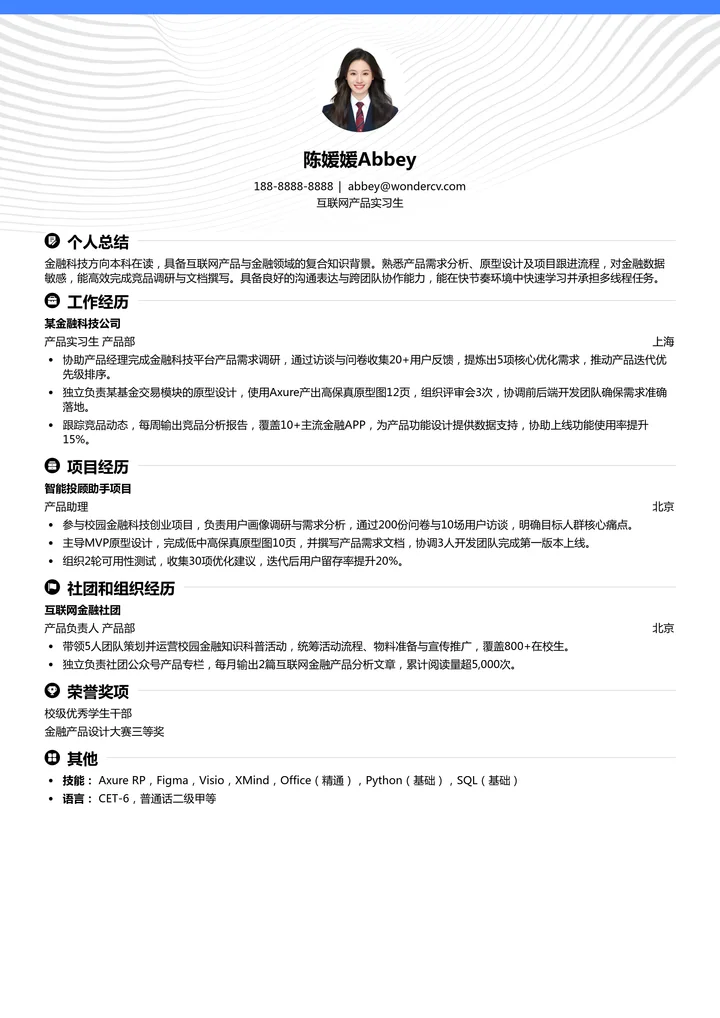 陈媛媛Abbey
188-8888-8888 | abbey@wondercv.com
互联网产品实习生
个人总结
金融科技方向本科在读，具备互联网产品与金融领域的复合知识背景。熟悉产品需求分析、原型设计及项目跟进流程，对金融数据
敏感，能高效完成竞品调研与文档撰写。具备良好的沟通表达与跨团队协作能力，能在快节奏环境中快速学习并承担多线程任务。
工作经历
某金融科技公司
产品实习生 产品部 上海
• 协助产品经理完成金融科技平台产品需求调研，通过访谈与问卷收集20+用户反馈，提炼出5项核心优化需求，推动产品迭代优
先级排序。
• 独立负责某基金交易模块的原型设计，使用Axure产出高保真原型图12页，组织评审会3次，协调前后端开发团队确保需求准确
落地。
• 跟踪竞品动态，每周输出竞品分析报告，覆盖10+主流金融APP，为产品功能设计提供数据支持，协助上线功能使用率提升
15%。
项目经历
智能投顾助手项目
产品助理 北京
• 参与校园金融科技创业项目，负责用户画像调研与需求分析，通过200份问卷与10场用户访谈，明确目标人群核心痛点。
• 主导MVP原型设计，完成低中高保真原型图10页，并撰写产品需求文档，协调3人开发团队完成第一版本上线。
• 组织2轮可用性测试，收集30项优化建议，迭代后用户留存率提升20%。
社团和组织经历
互联网金融社团
产品负责人 产品部 北京
• 带领5人团队策划并运营校园金融知识科普活动，统筹活动流程、物料准备与宣传推广，覆盖800+在校生。
• 独立负责社团公众号产品专栏，每月输出2篇互联网金融产品分析文章，累计阅读量超5,000次。
荣誉奖项
校级优秀学生干部
金融产品设计大赛三等奖
其他
• 技能： Axure RP，Figma，Visio，XMind，Office（精通），Python（基础），SQL（基础）
• 语言： CET-6，普通话二级甲等